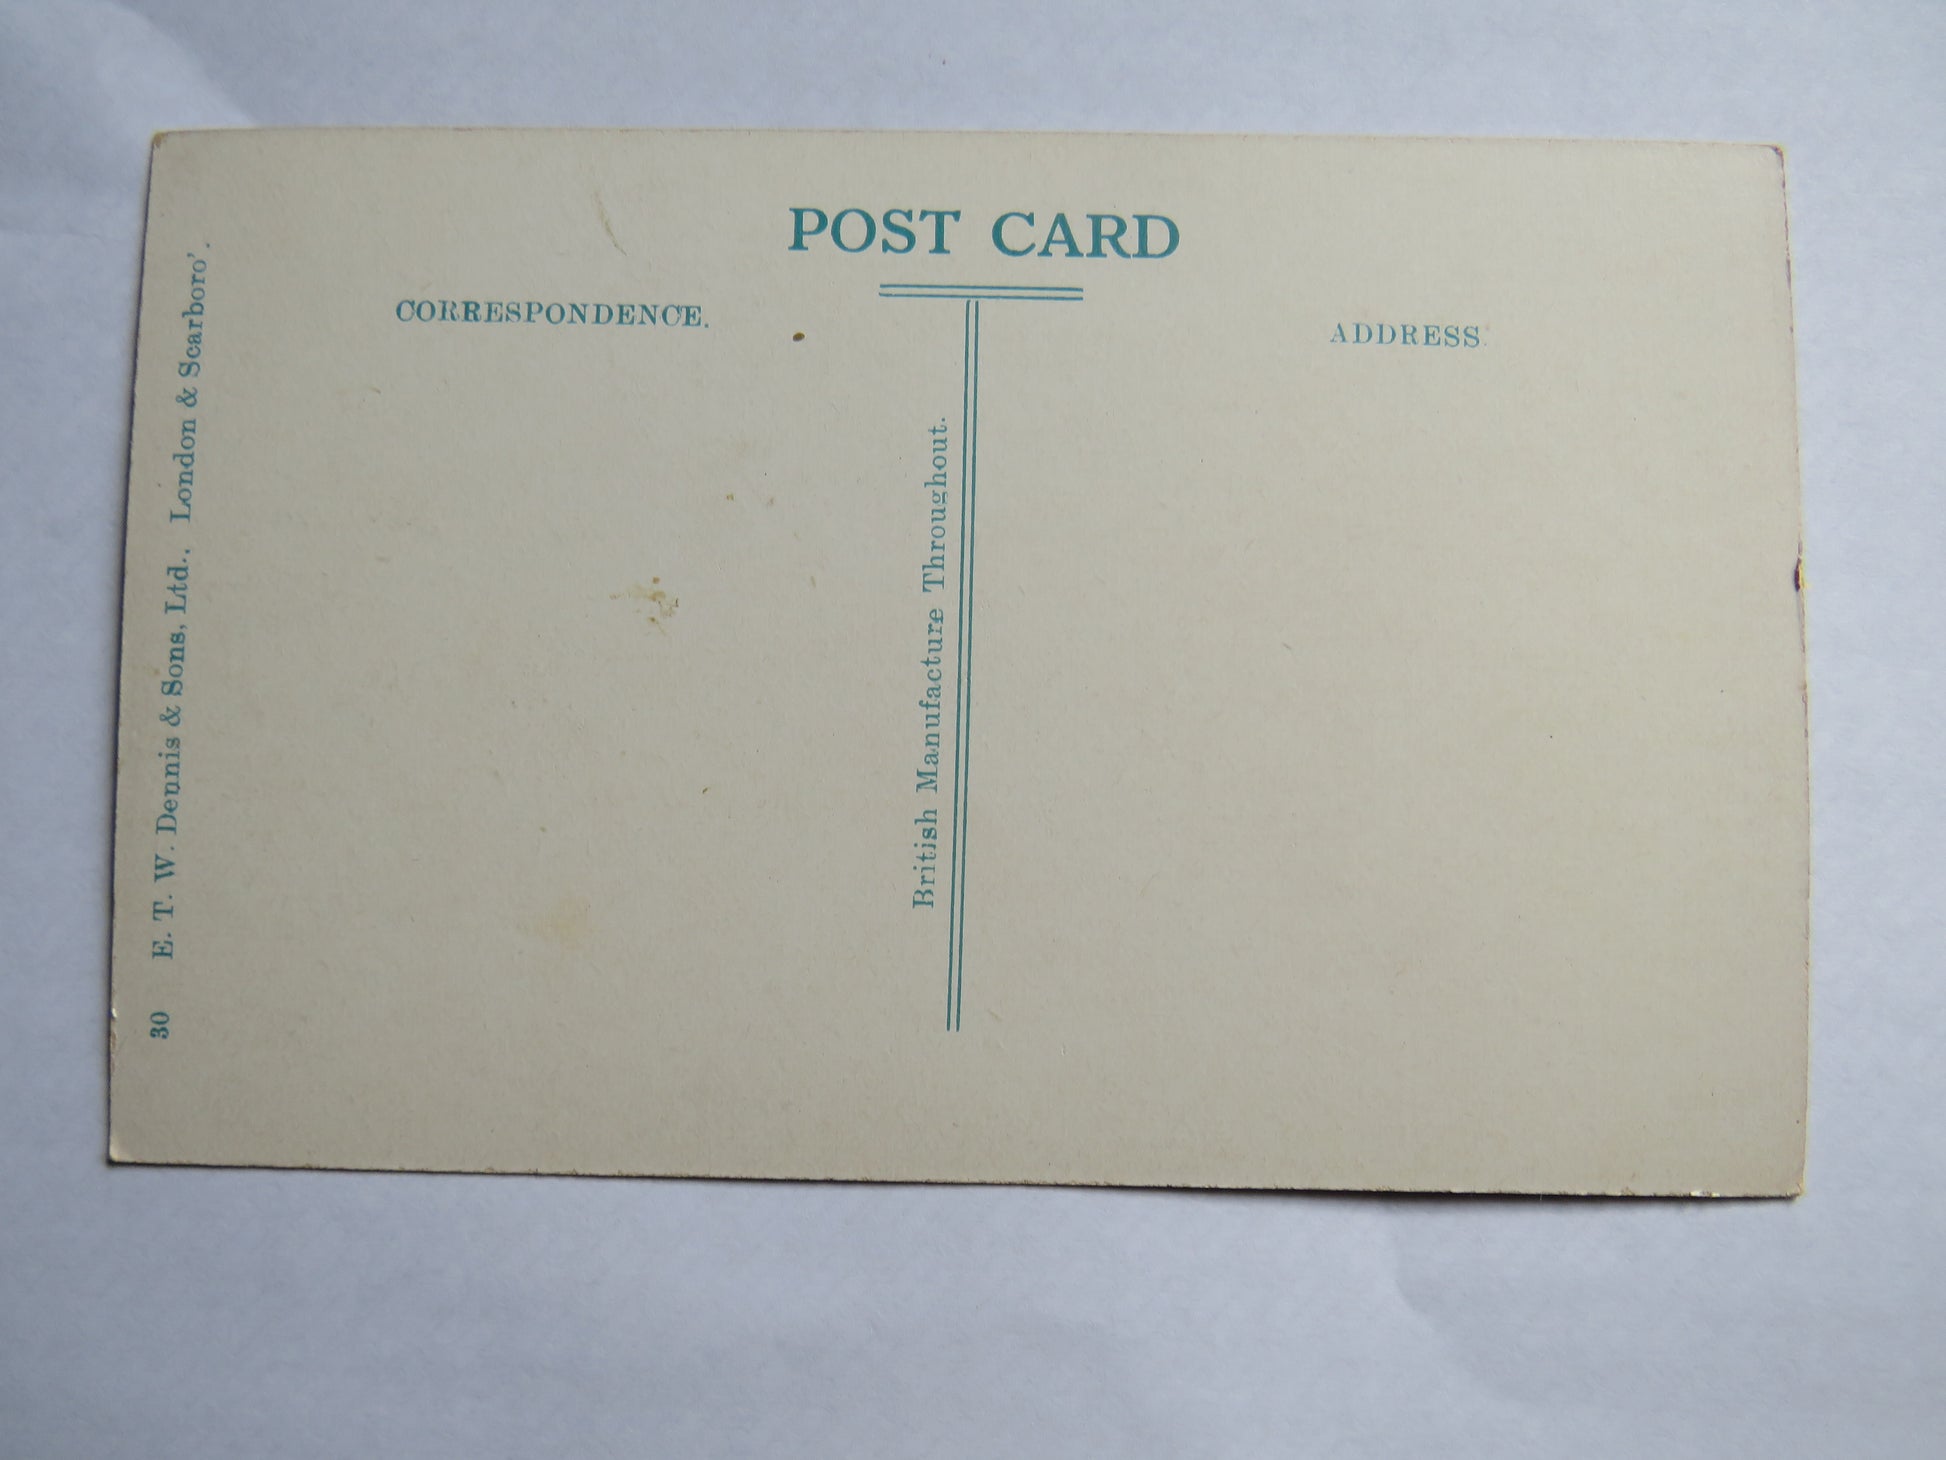 POST CARD
CORRESPONDENCE.
ADDRESS.
British Manufacture Throughout.
30 E. T. W. Dennis & Sons, Ltd., London & Scarboro'.